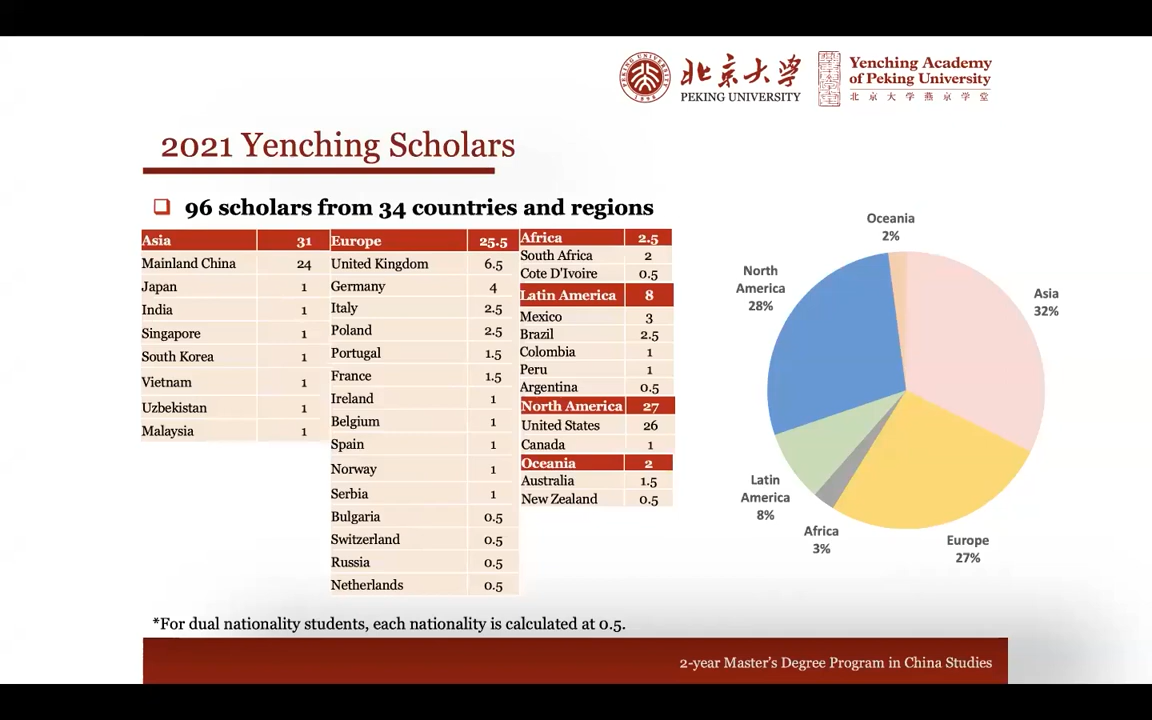 北京大学
PEKING UNIVERSITY
PEKING UNIVERSITY
1898
Yenching Academy
of Peking University
北京大学燕京学堂
2021 Yenching Scholars
96 scholars from 34 countries and regions
Asia 31
Mainland China 24
Japan 1
India 1
Singapore 1
South Korea 1
Vietnam 1
Uzbekistan 1
Malaysia 1
Europe 25.5
United Kingdom 6.5
Germany 4
Italy 2.5
Poland 2.5
Portugal 1.5
France 1.5
Ireland 1
Belgium 1
Spain 1
Norway 1
Serbia 1
Bulgaria 0.5
Switzerland 0.5
Russia 0.5
Netherlands 0.5
Africa 2.5
South Africa 2
Cote D'Ivoire 0.5
Latin America 8
Mexico 3
Brazil 2.5
Colombia 1
Peru 1
Argentina 0.5
North America 27
United States 26
Canada 1
Oceania 2
Australia 1.5
New Zealand 0.5
Oceania
2%
North
America
28%
Asia
32%
Latin
America
8%
Africa
3%
Europe
27%
*For dual nationality students, each nationality is calculated at 0.5.
2-year Master's Degree Program in China Studies